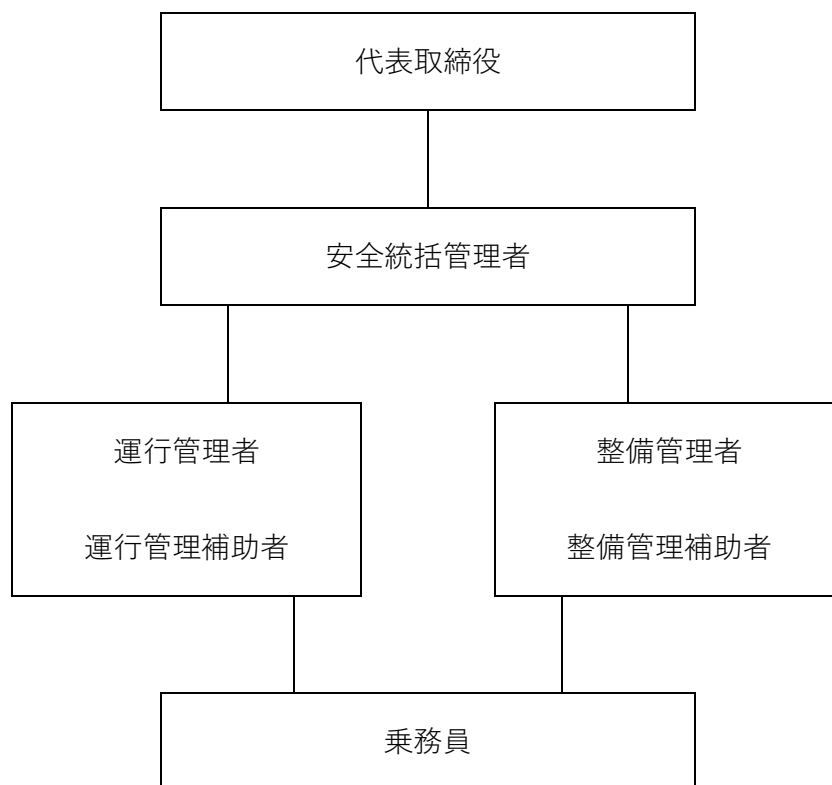 代表取締役
安全統括管理者
運行管理者
運行管理補助者
整備管理者
整備管理補助者
乗務員